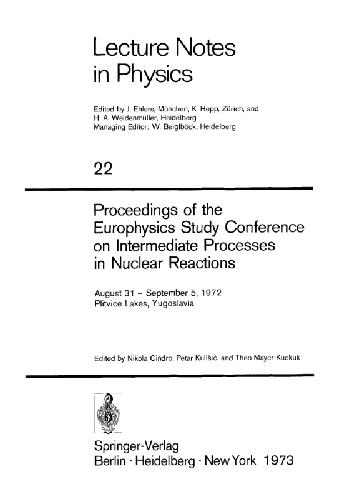 Lecture Notes
in Physics
Edited by J. Ehlers, München, K. Hepp, Zürich, and
H. A. Weidenmüller, Heidelberg
Managing Editor: W. Beiglböck, Heidelberg
22
Proceedings of the
Europhysics Study Conference
on Intermediate Processes
in Nuclear Reactions
August 31 – September 5, 1972
Plitvice Lakes, Yugoslavia
Edited by Nikola Cindro, Petar Kulišić, and Theo Mayer-Kuckuk
Springer-Verlag
Berlin · Heidelberg · New York 1973